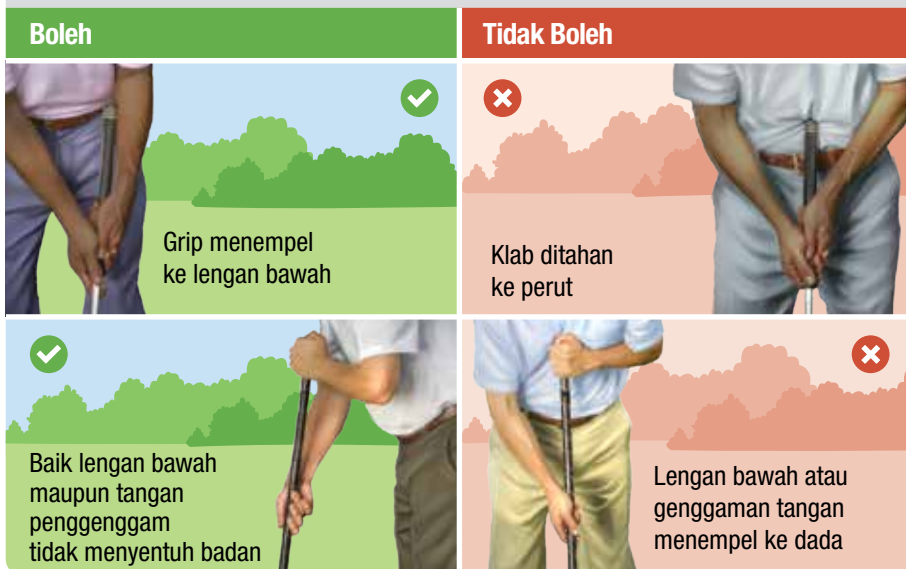 Boleh
Tidak Boleh
Grip menempel
ke lengan bawah
Klab ditahan
ke perut
Baik lengan bawah
maupun tangan
penggenggam
tidak menyentuh badan
Lengan bawah atau
genggaman tangan
menempel ke dada